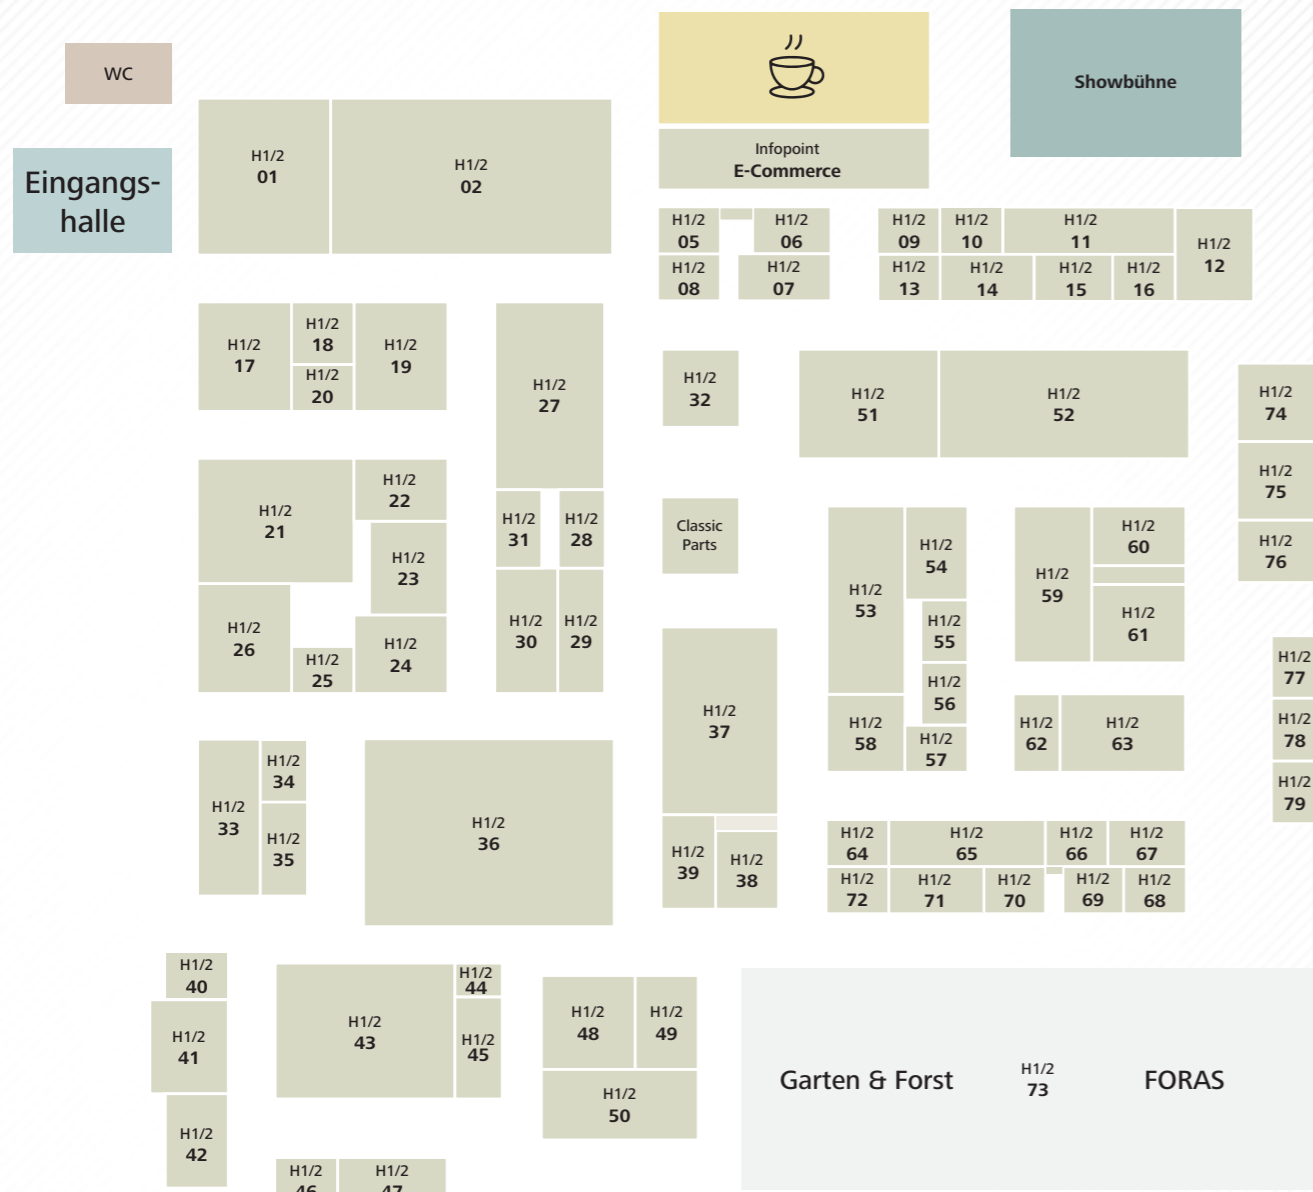 WC
Eingangs-
halle
Showbühne
Infopoint
E-Commerce
H1/2
01
H1/2
02
H1/2
05
H1/2
06
H1/2
08
H1/2
07
H1/2
09
H1/2
10
H1/2
11
H1/2
12
H1/2
13
H1/2
14
H1/2
15
H1/2
16
H1/2
17
H1/2
18
H1/2
20
H1/2
19
H1/2
27
H1/2
21
H1/2
22
H1/2
23
H1/2
24
H1/2
25
H1/2
26
H1/2
31
H1/2
28
H1/2
30
H1/2
29
H1/2
32
Classic
Parts
H1/2
51
H1/2
52
H1/2
74
H1/2
75
H1/2
76
H1/2
53
H1/2
54
H1/2
55
H1/2
56
H1/2
57
H1/2
58
H1/2
59
H1/2
60
H1/2
61
H1/2
62
H1/2
63
H1/2
77
H1/2
78
H1/2
79
H1/2
33
H1/2
34
H1/2
35
H1/2
36
H1/2
37
H1/2
39
H1/2
38
H1/2
64
H1/2
65
H1/2
66
H1/2
67
H1/2
72
H1/2
71
H1/2
70
H1/2
69
H1/2
68
H1/2
40
H1/2
41
H1/2
42
H1/2
43
H1/2
44
H1/2
45
H1/2
46
H1/2
47
H1/2
48
H1/2
49
H1/2
50
Garten & Forst
H1/2
73
FORAS